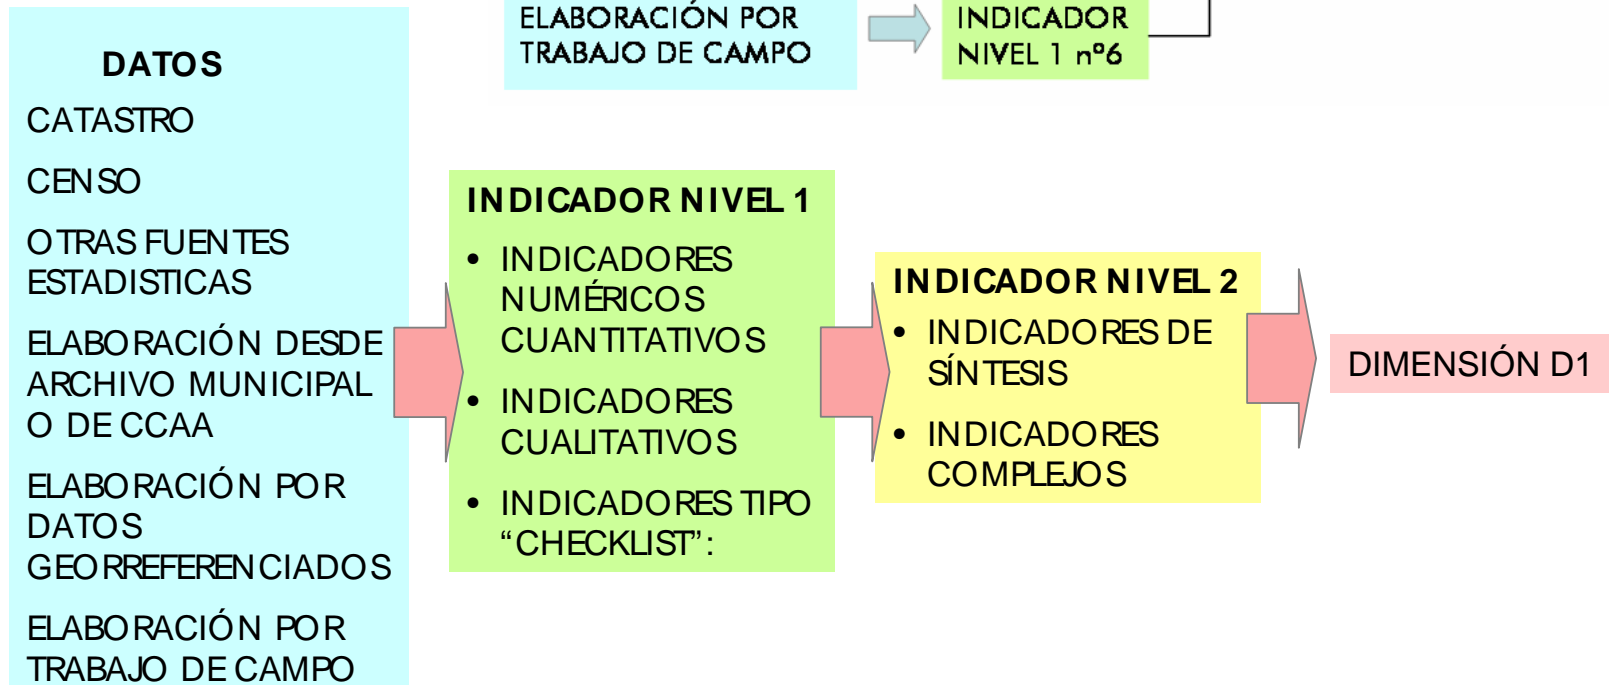 ELABORACIÓN POR
TRABAJO DE CAMPO
INDICADOR
NIVEL 1 nº6
DATOS
CATASTRO
CENSO
OTRAS FUENTES
ESTADISTICAS
ELABORACIÓN DESDE
ARCHIVO MUNICIPAL
O DE CCAA
ELABORACIÓN POR
DATOS
GEORREFERENCIADOS
ELABORACIÓN POR
TRABAJO DE CAMPO
INDICADOR NIVEL 1
• INDICADORES
NUMÉRICOS
CUANTITATIVOS
• INDICADORES
CUALITATIVOS
• INDICADORES TIPO
“CHECKLIST”:
INDICADOR NIVEL 2
• INDICADORES DE
SÍNTESIS
• INDICADORES
COMPLEJOS
DIMENSIÓN D1